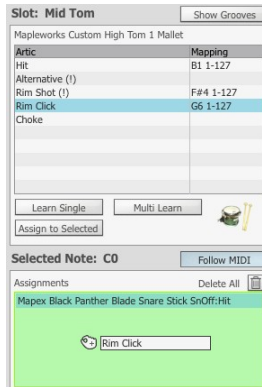 Slot: Mid Tom Show Grooves
Mapleworks Custom High Tom 1 Mallet
Artic Mapping
Hit B1 1-127
Alternative (!)
Rim Shot (!) F#4 1-127
Rim Click G6 1-127
Choke
Learn Single Multi Learn
Assign to Selected
Selected Note: C0 Follow MIDI
Assignments Delete All
Mapex Black Panther Blade Snare Stick SnOff:Hit
Rim Click